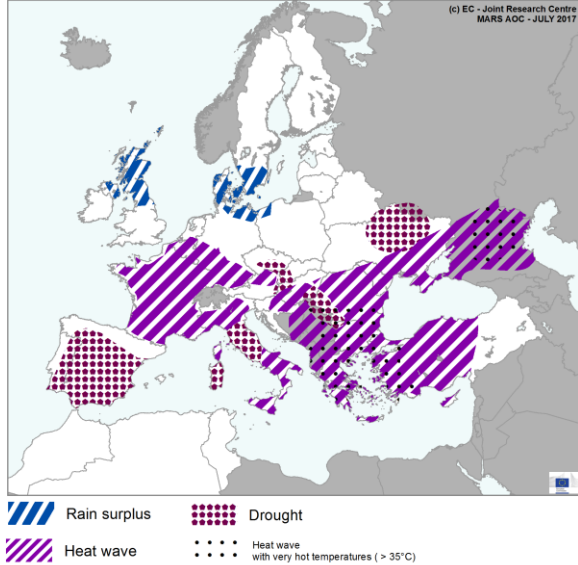 (c) EC - Joint Research Centre
MARS AOC - JULY 2017
Rain surplus
Drought
Heat wave
Heat wave
with very hot temperatures ( > 35°C)